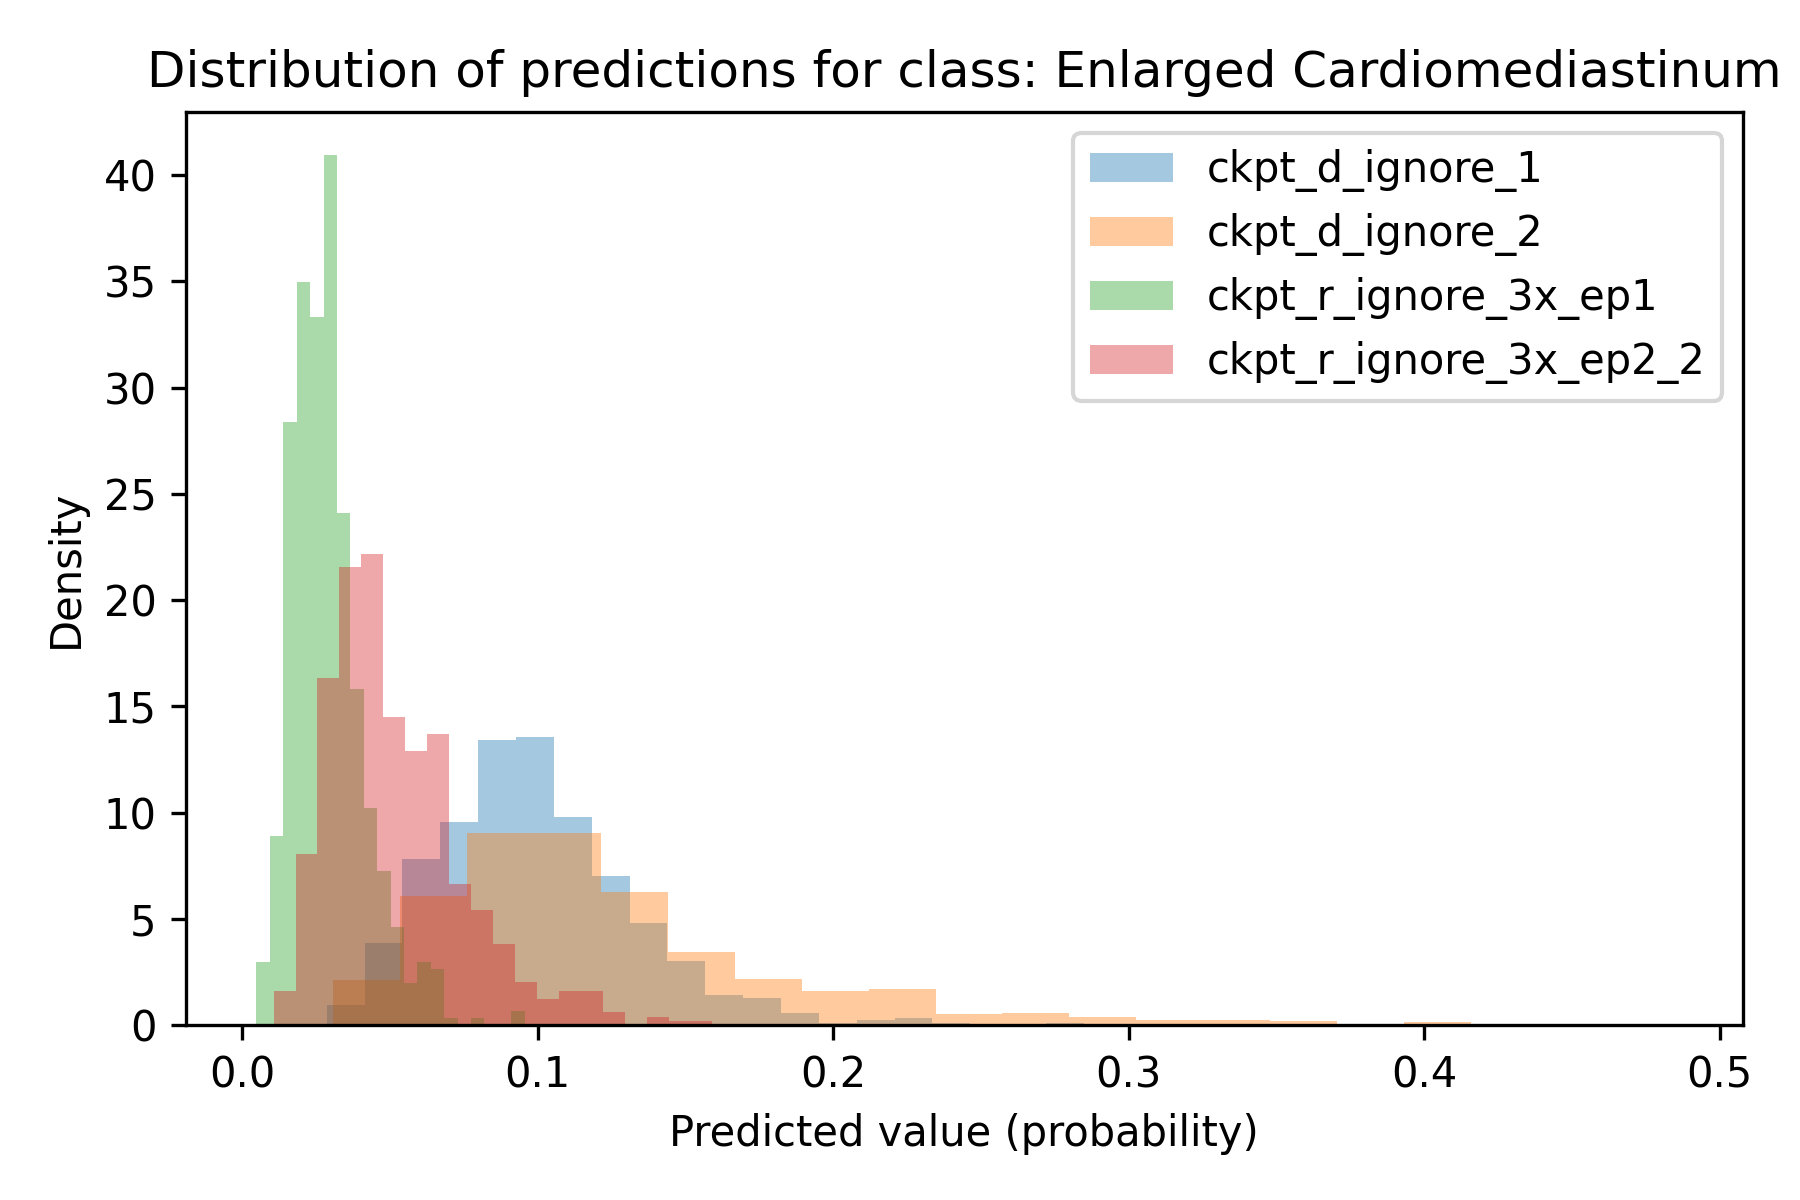 Distribution of predictions for class: Enlarged Cardiomediastinum
ckpt_d_ignore_1
ckpt_d_ignore_2
ckpt_r_ignore_3x_ep1
ckpt_r_ignore_3x_ep2_2
Density
40
35
30
25
20
15
10
5
0
0.0 0.1 0.2 0.3 0.4 0.5
Predicted value (probability)